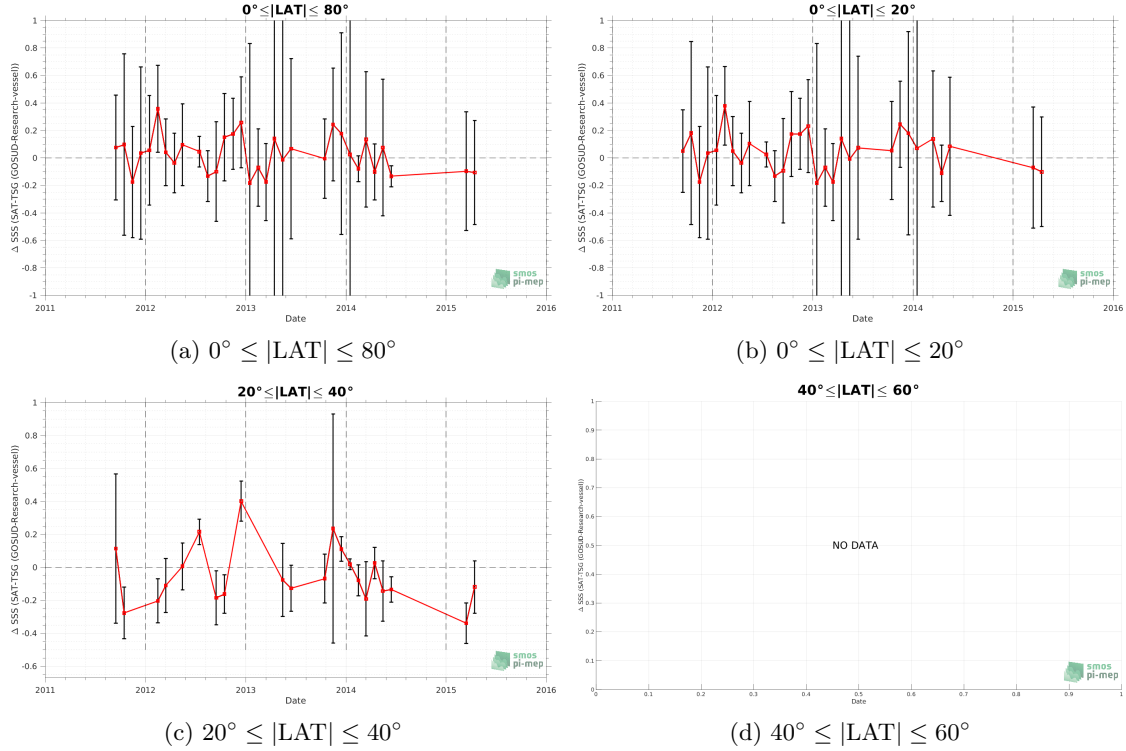 0°≤|LAT|≤ 80°
1
0.8
0.6
0.4
0.2
0
-0.2
-0.4
-0.6
-0.8
-1
Δ SSS (SAT-TSG (GOSUD-Research-vessel))
2011
2012
2013
2014
2015
2016
Date
smos
pi-mep
(a) 0° ≤ |LAT| ≤ 80°
0°≤|LAT|≤ 20°
1
0.8
0.6
0.4
0.2
0
-0.2
-0.4
-0.6
-0.8
-1
Δ SSS (SAT-TSG (GOSUD-Research-vessel))
2011
2012
2013
2014
2015
2016
Date
smos
pi-mep
(b) 0° ≤ |LAT| ≤ 20°
20°≤|LAT|≤ 40°
1
0.8
0.6
0.4
0.2
0
-0.2
-0.4
-0.6
Δ SSS (SAT-TSG (GOSUD-Research-vessel))
2011
2012
2013
2014
2015
2016
Date
smos
pi-mep
(c) 20° ≤ |LAT| ≤ 40°
40°≤|LAT|≤ 60°
1
0.9
0.8
0.7
0.6
0.5
0.4
0.3
0.2
0.1
0
Δ SSS (SAT-TSG (GOSUD-Research-vessel))
NO DATA
0
0.1
0.2
0.3
0.4
0.5
0.6
0.7
0.8
0.9
1
Date
smos
pi-mep
(d) 40° ≤ |LAT| ≤ 60°